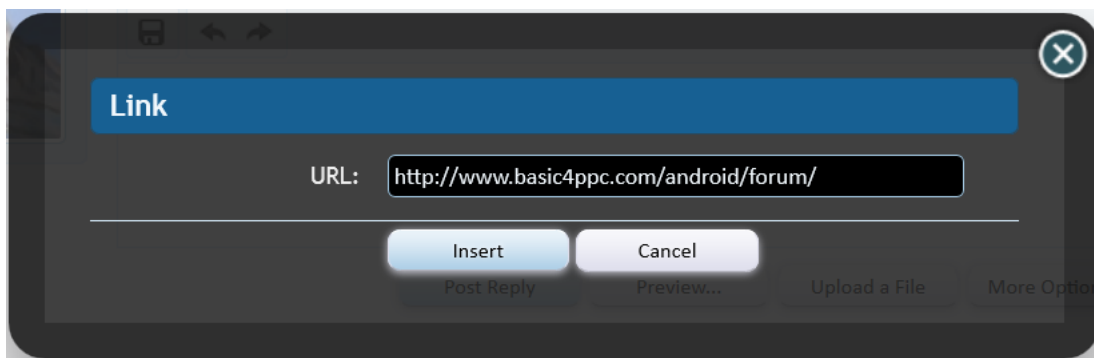 Link
URL: http://www.basic4ppc.com/android/forum/
Insert Cancel
Post Reply Preview... Upload a File More Optio